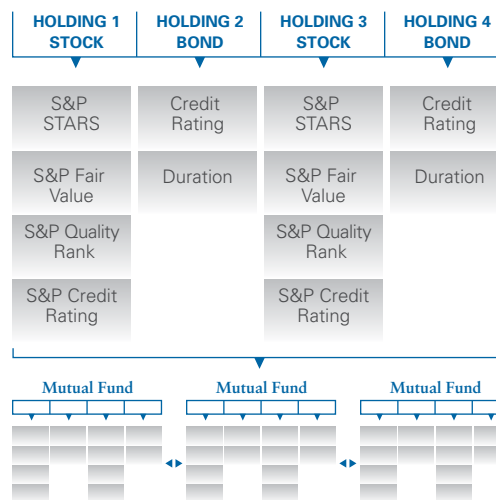 HOLDING 1
STOCK
HOLDING 2
BOND
HOLDING 3
STOCK
HOLDING 4
BOND
S&P
STARS
Credit
Rating
S&P
STARS
Credit
Rating
S&P Fair
Value
Duration
S&P Fair
Value
Duration
S&P Quality
Rank
S&P Quality
Rank
S&P Credit
Rating
S&P Credit
Rating
Mutual Fund
Mutual Fund
Mutual Fund